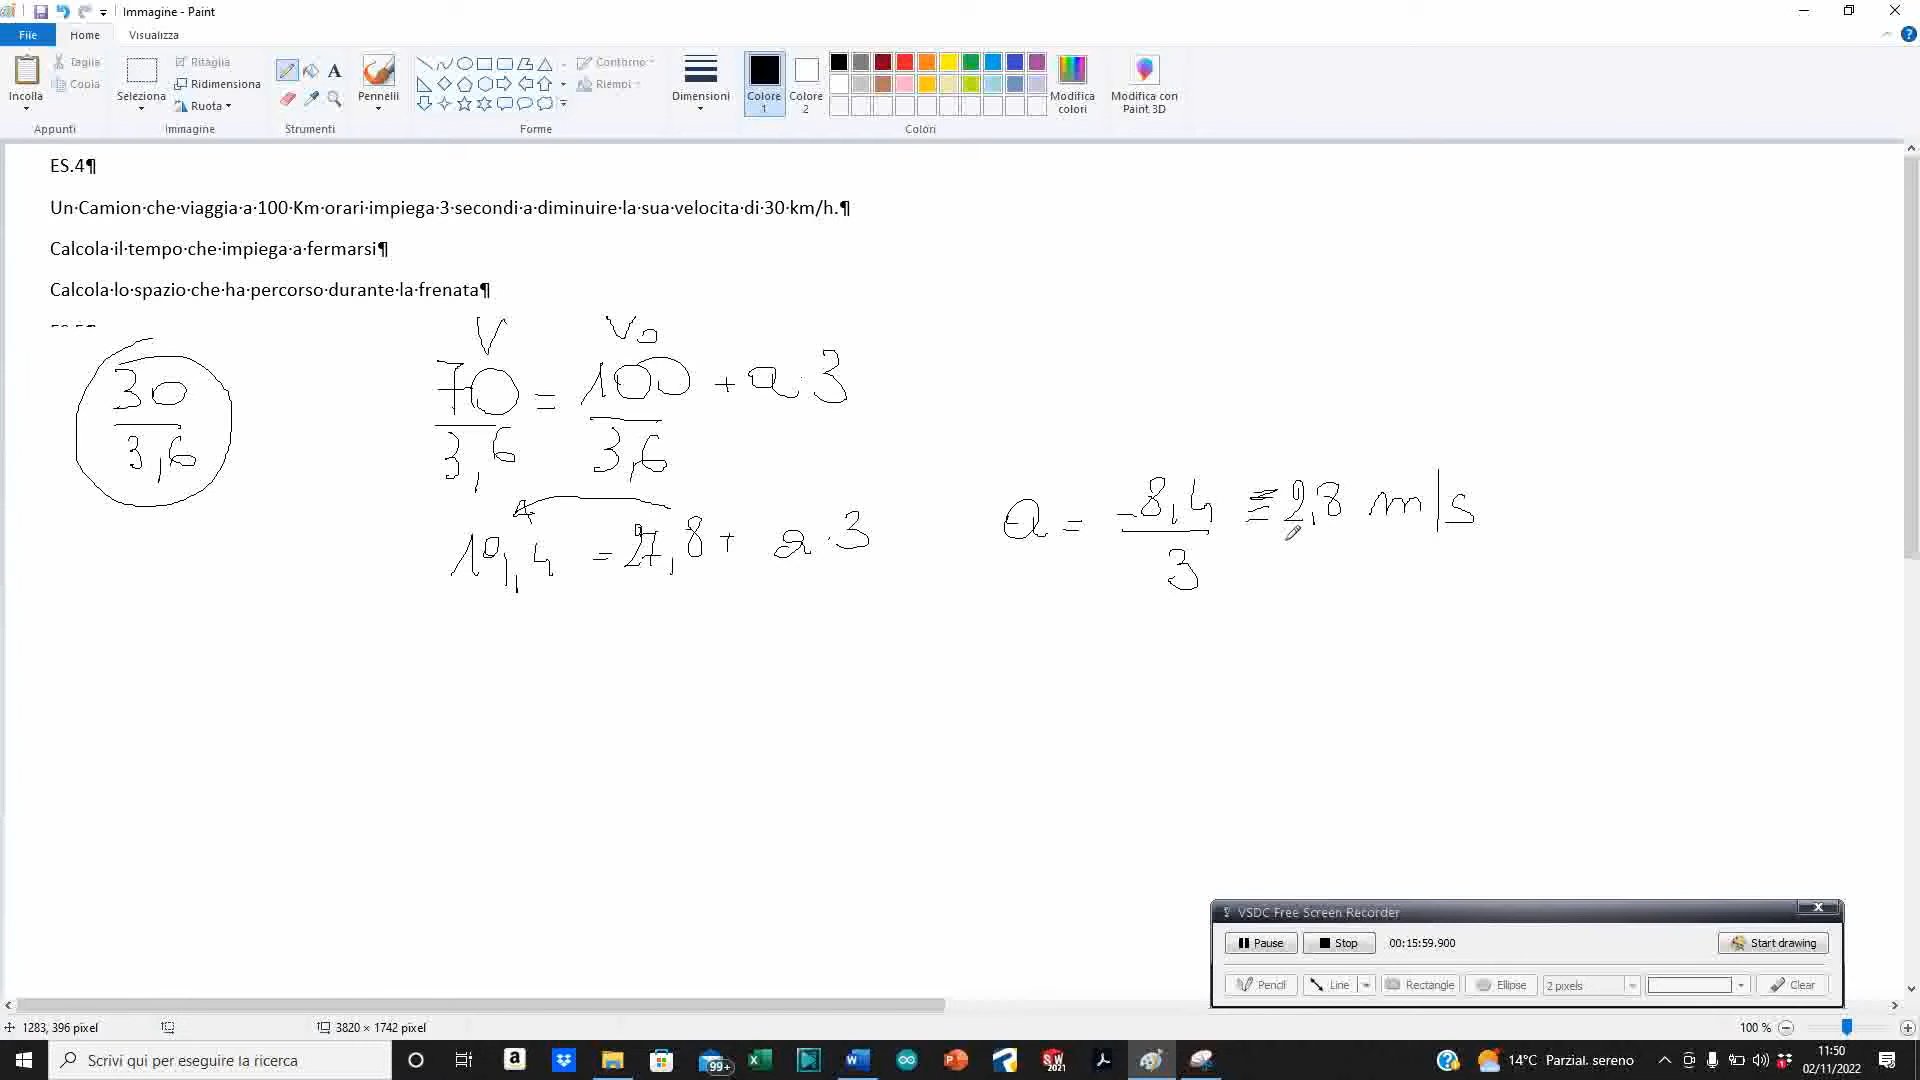 Immagine - Paint
File Home Visualizza
Incolla
Taglia
Copia
Appunti
Seleziona
Ritaglia
Ridimensiona
Ruota
Immagine
Strumenti
Pennelli
Forme
Contorno
Riempi
Dimensioni
Colore 1
Colore 2
Colori
Modifica colori
Modifica con Paint 3D
ES.4¶
Un·Camion·che·viaggia·a·100·Km·orari·impiega·3·secondi·a·diminuire·la·sua·velocita·di·30·km/h.¶
Calcola·il·tempo·che·impiega·a·fermarsi¶
Calcola·lo·spazio·che·ha·percorso·durante·la·frenata¶
30
3,6
V V0
70 = 100 + a.3
3,6 3,6
19,4 = 27,8 + a.3
a = -8,4 = 2,8 m/s
3
VSDC Free Screen Recorder
Pause Stop 00:15:59.900 Start drawing
Pencil Line Rectangle Ellipse 2 pixels Clear
1283, 396 pixel 3820 × 1742 pixel 100 %
Scrivi qui per eseguire la ricerca
99+
SW
2021
14°C Parzial. sereno
11:50
02/11/2022